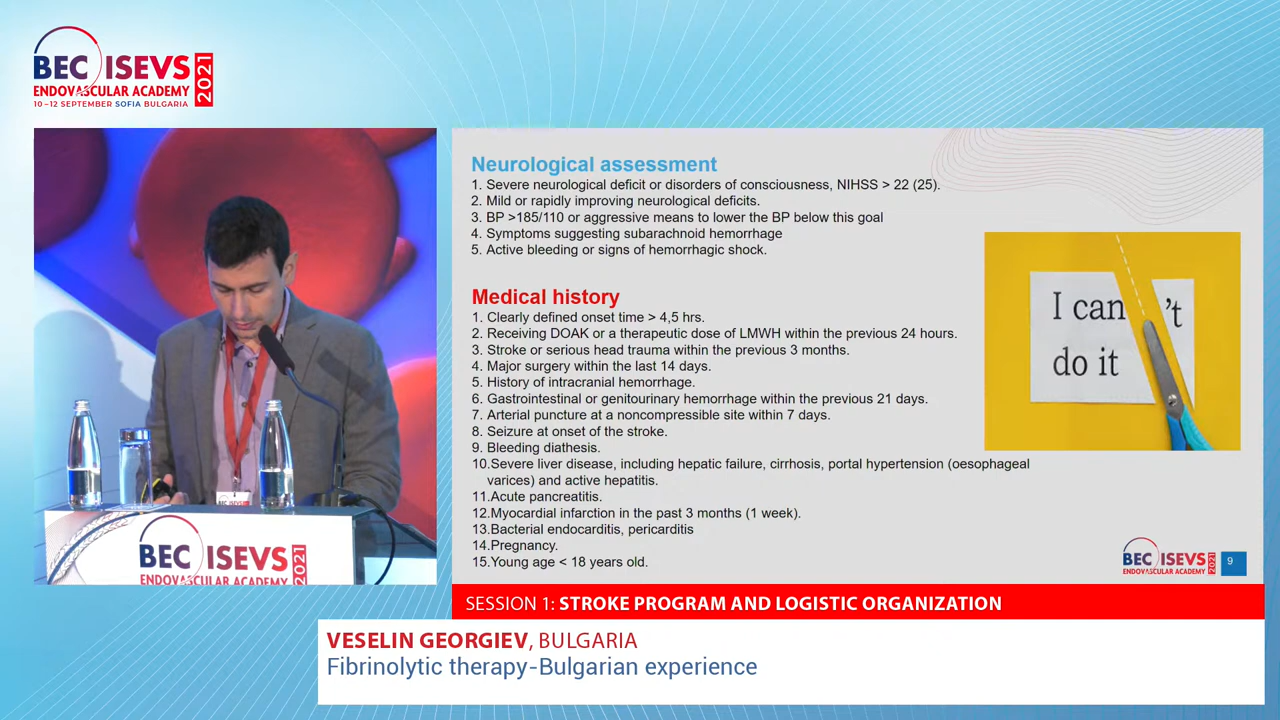 BEC ISEVS
2021
ENDOVASCULAR ACADEMY
10–12 SEPTEMBER SOFIA BULGARIA
BEC ISEVS
2021
ENDOVASCULAR ACADEMY
Neurological assessment
1. Severe neurological deficit or disorders of consciousness, NIHSS > 22 (25).
2. Mild or rapidly improving neurological deficits.
3. BP >185/110 or aggressive means to lower the BP below this goal
4. Symptoms suggesting subarachnoid hemorrhage
5. Active bleeding or signs of hemorrhagic shock.
Medical history
1. Clearly defined onset time > 4,5 hrs.
2. Receiving DOAK or a therapeutic dose of LMWH within the previous 24 hours.
3. Stroke or serious head trauma within the previous 3 months.
4. Major surgery within the last 14 days.
5. History of intracranial hemorrhage.
6. Gastrointestinal or genitourinary hemorrhage within the previous 21 days.
7. Arterial puncture at a noncompressible site within 7 days.
8. Seizure at onset of the stroke.
9. Bleeding diathesis.
10.Severe liver disease, including hepatic failure, cirrhosis, portal hypertension (oesophageal
varices) and active hepatitis.
11.Acute pancreatitis.
12.Myocardial infarction in the past 3 months (1 week).
13.Bacterial endocarditis, pericarditis
14.Pregnancy.
15.Young age < 18 years old.
I can 't
do it
BEC ISEVS
2021
ENDOVASCULAR ACADEMY
9
SESSION 1: STROKE PROGRAM AND LOGISTIC ORGANIZATION
VESELIN GEORGIEV, BULGARIA
Fibrinolytic therapy-Bulgarian experience